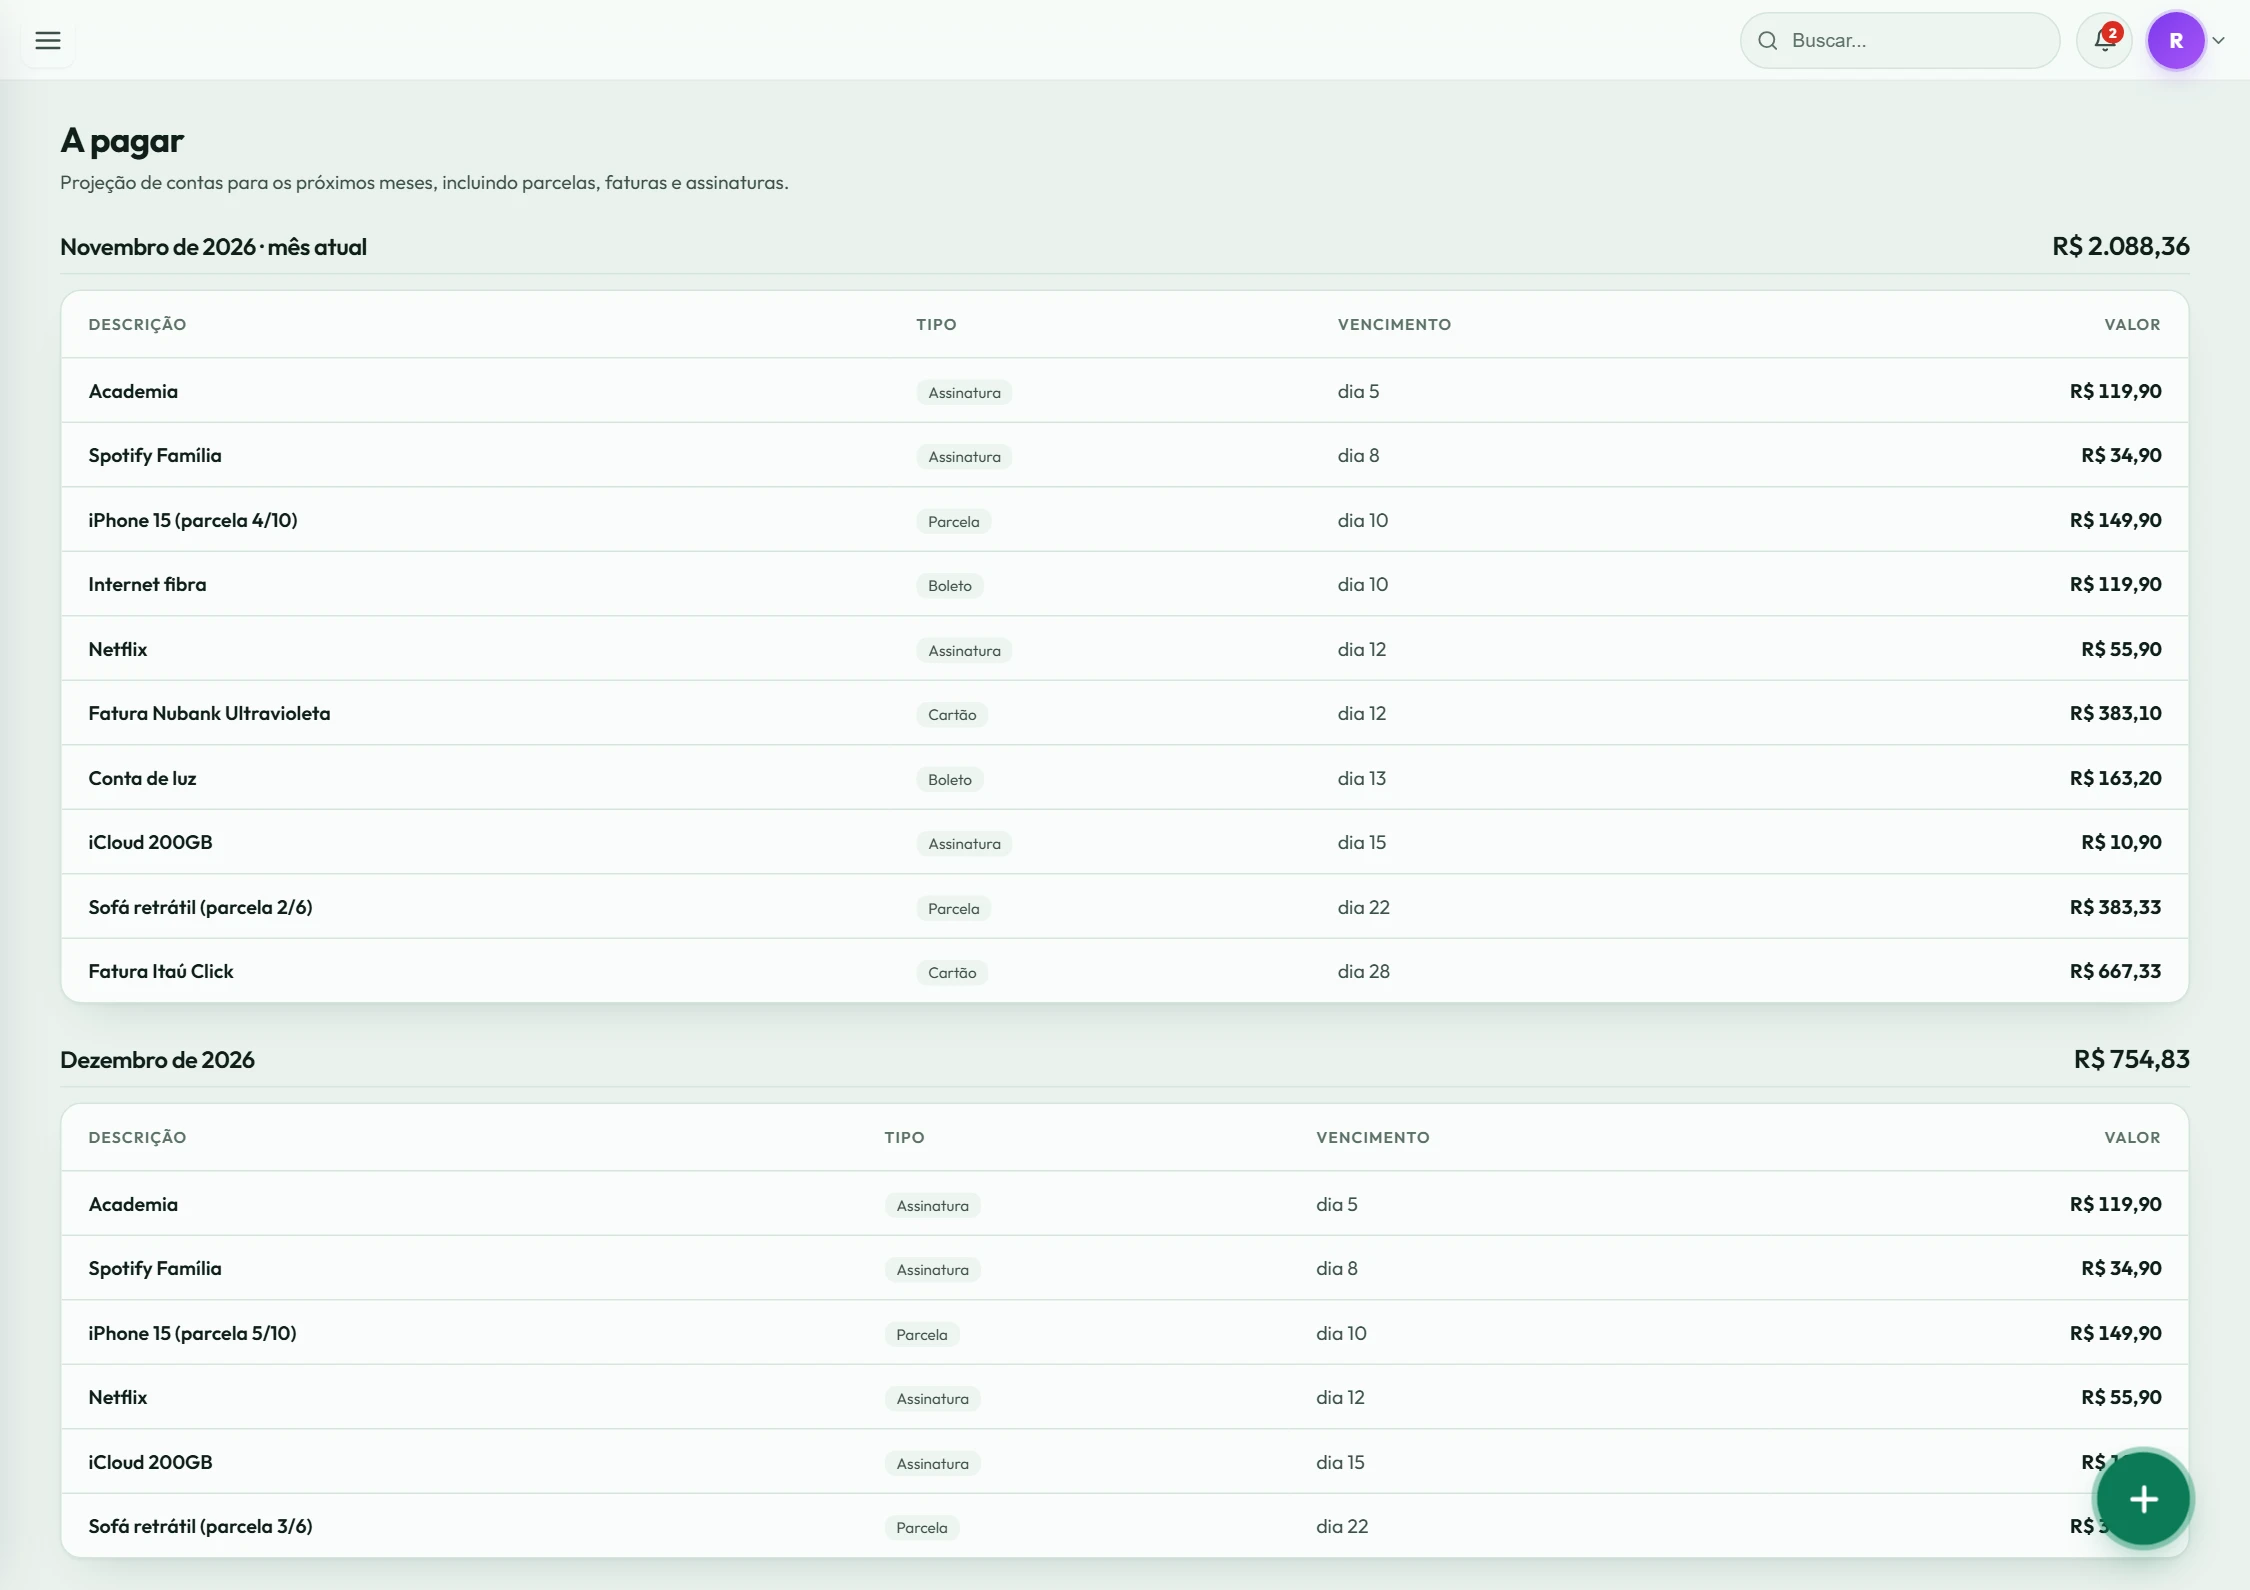 Buscar...
2
R
A pagar
Projeção de contas para os próximos meses, incluindo parcelas, faturas e assinaturas.
Novembro de 2026 · mês atual R$ 2.088,36
DESCRIÇÃO TIPO VENCIMENTO VALOR
Academia Assinatura dia 5 R$ 119,90
Spotify Família Assinatura dia 8 R$ 34,90
iPhone 15 (parcela 4/10) Parcela dia 10 R$ 149,90
Internet fibra Boleto dia 10 R$ 119,90
Netflix Assinatura dia 12 R$ 55,90
Fatura Nubank Ultravioleta Cartão dia 12 R$ 383,10
Conta de luz Boleto dia 13 R$ 163,20
iCloud 200GB Assinatura dia 15 R$ 10,90
Sofá retrátil (parcela 2/6) Parcela dia 22 R$ 383,33
Fatura Itaú Click Cartão dia 28 R$ 667,33
Dezembro de 2026 R$ 754,83
DESCRIÇÃO TIPO VENCIMENTO VALOR
Academia Assinatura dia 5 R$ 119,90
Spotify Família Assinatura dia 8 R$ 34,90
iPhone 15 (parcela 5/10) Parcela dia 10 R$ 149,90
Netflix Assinatura dia 12 R$ 55,90
iCloud 200GB Assinatura dia 15 R$
Sofá retrátil (parcela 3/6) Parcela dia 22 R$